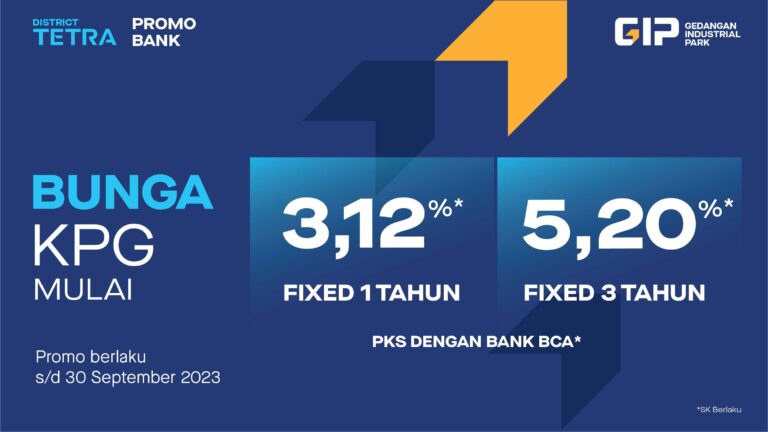 DISTRICT
TETRA
PROMO
BANK
GIP
GEDANGAN
INDUSTRIAL
PARK
BUNGA
KPG
MULAI
3,12%*
FIXED 1 TAHUN
5,20%*
FIXED 3 TAHUN
PKS DENGAN BANK BCA*
Promo berlaku
s/d 30 September 2023
*SK Berlaku